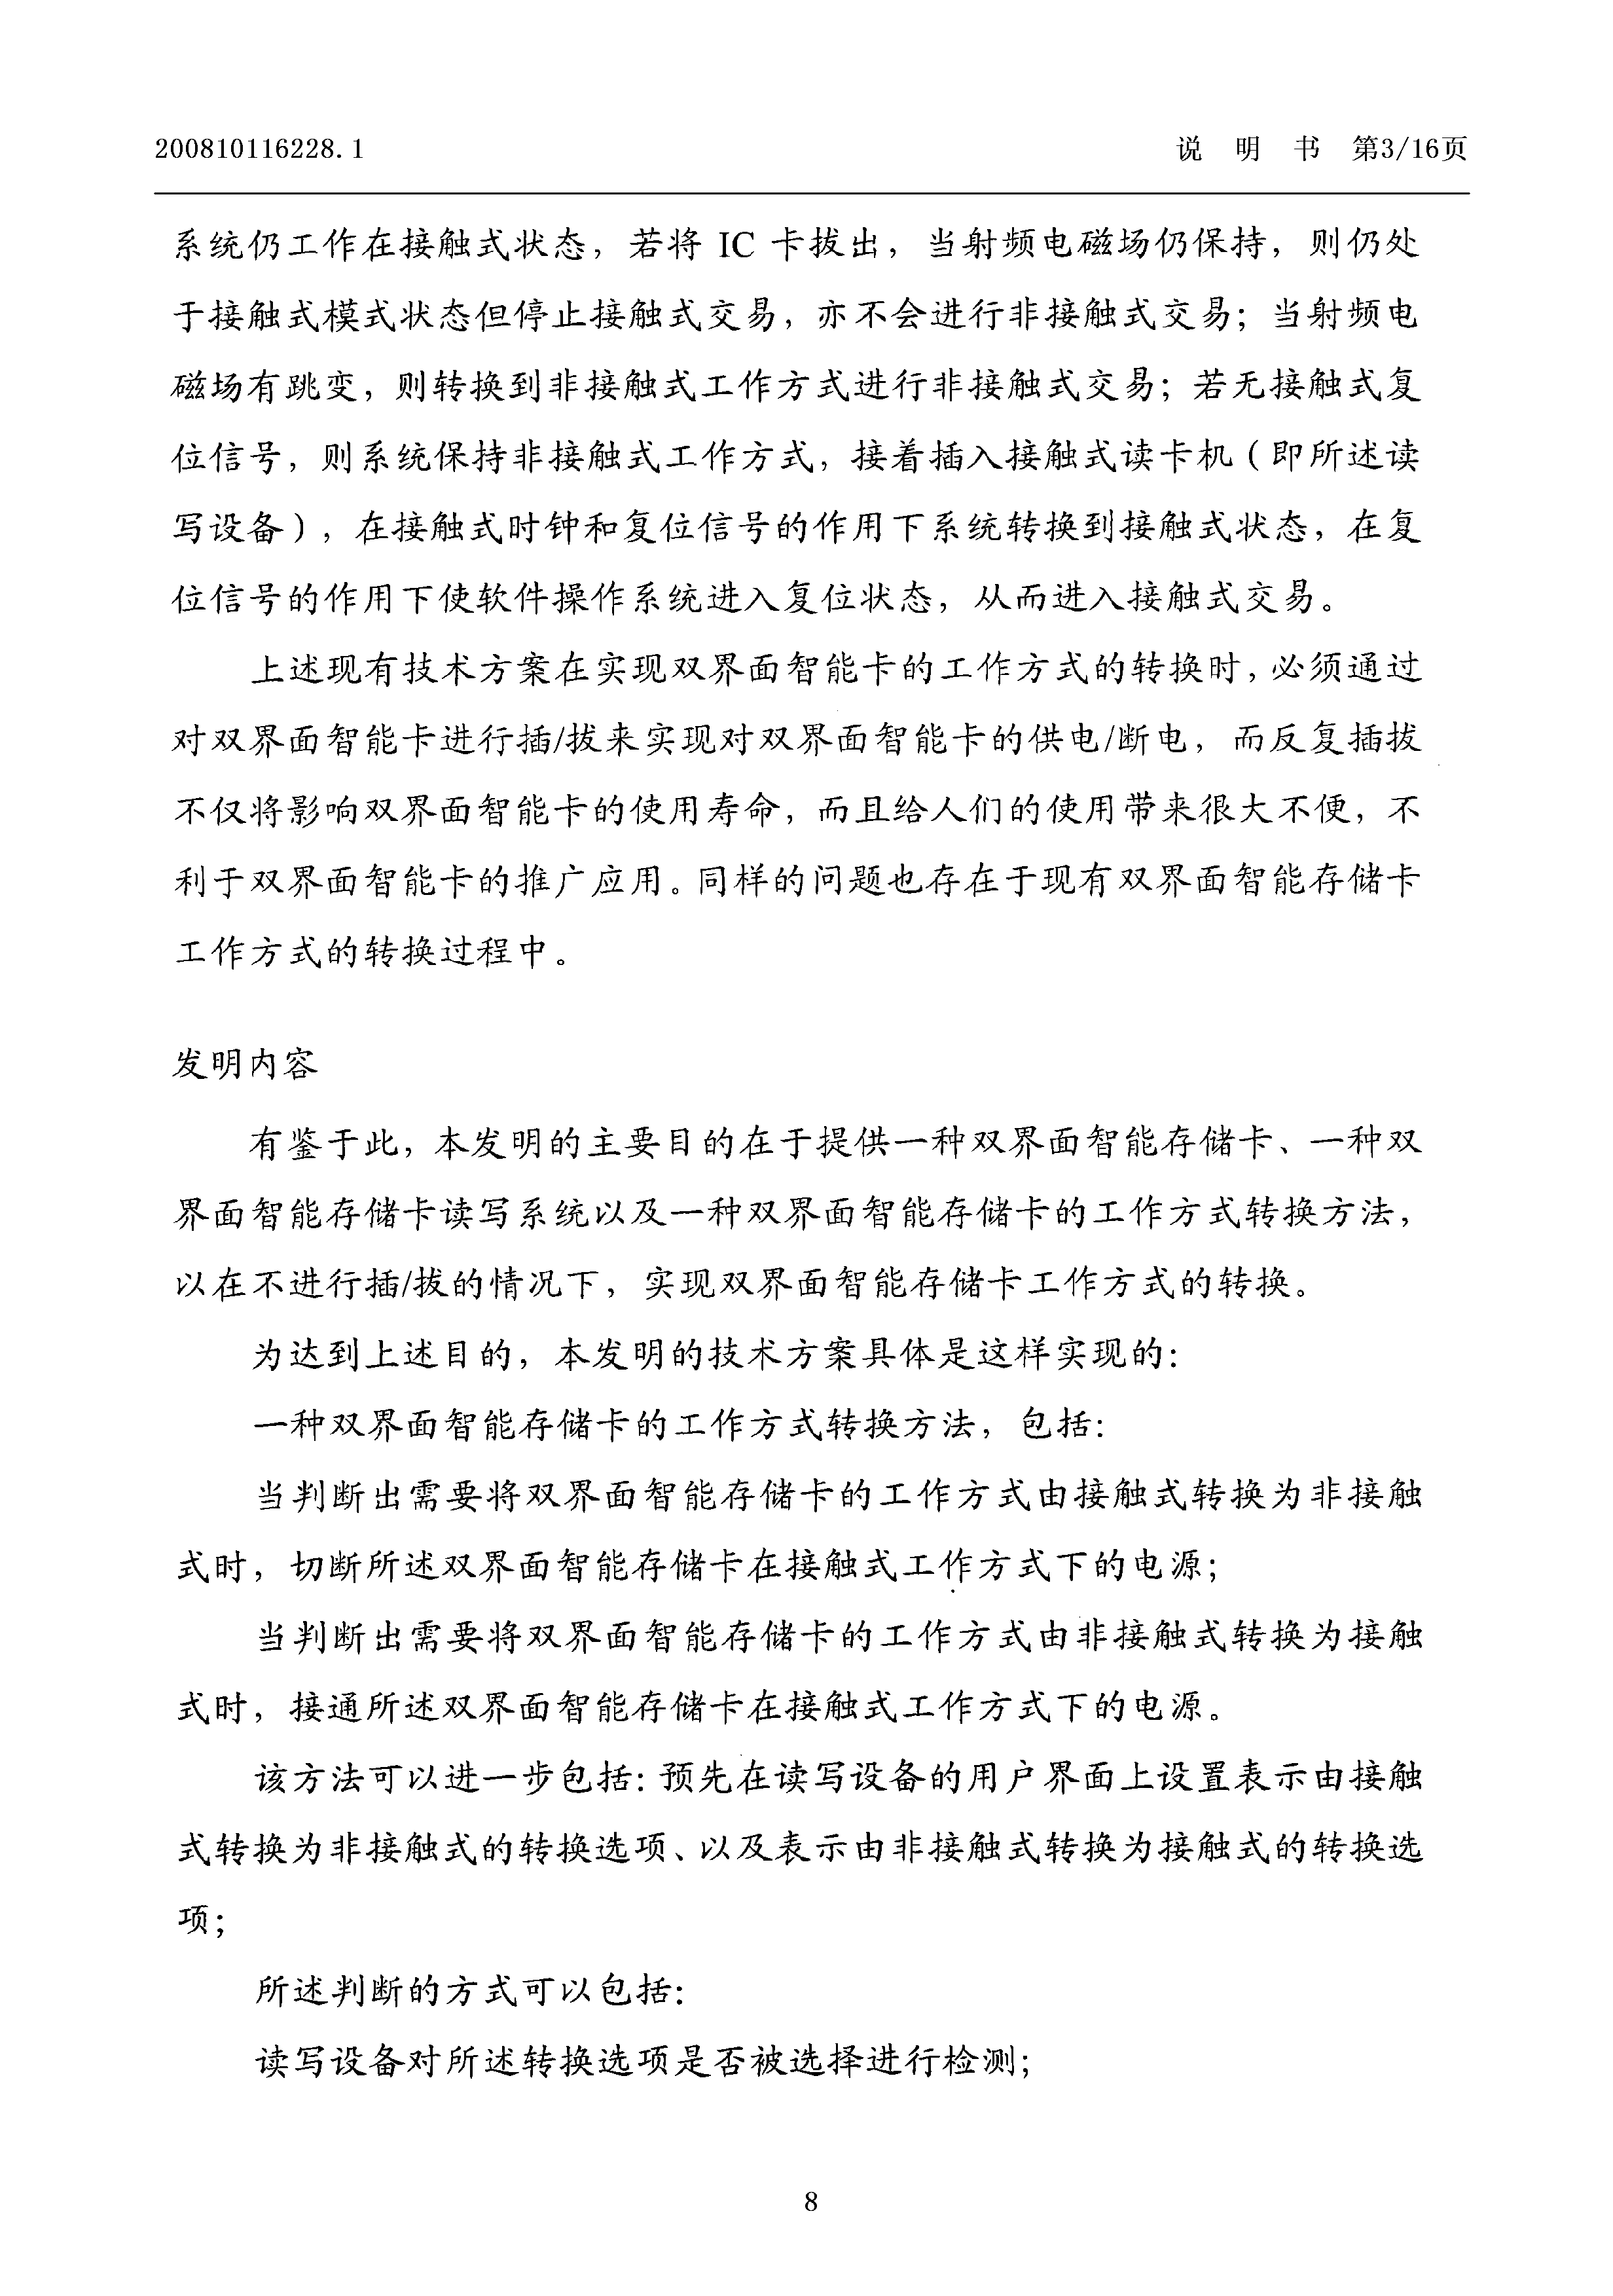 200810116228.1
说 明 书 第3/16页
系统仍工作在接触式状态，若将 IC 卡拔出，当射频电磁场仍保持，则仍处
于接触式模式状态但停止接触式交易，亦不会进行非接触式交易；当射频电
磁场有跳变，则转换到非接触式工作方式进行非接触式交易；若无接触式复
位信号，则系统保持非接触式工作方式，接着插入接触式读卡机（即所述读
写设备），在接触式时钟和复位信号的作用下系统转换到接触式状态，在复
位信号的作用下使软件操作系统进入复位状态，从而进入接触式交易。
上述现有技术方案在实现双界面智能卡的工作方式的转换时，必须通过
对双界面智能卡进行插/拔来实现对双界面智能卡的供电/断电，而反复插拔
不仅将影响双界面智能卡的使用寿命，而且给人们的使用带来很大不便，不
利于双界面智能卡的推广应用。同样的问题也存在于现有双界面智能存储卡
工作方式的转换过程中。
发明内容
有鉴于此，本发明的主要目的在于提供一种双界面智能存储卡、一种双
界面智能存储卡读写系统以及一种双界面智能存储卡的工作方式转换方法，
以在不进行插/拔的情况下，实现双界面智能存储卡工作方式的转换。
为达到上述目的，本发明的技术方案具体是这样实现的：
一种双界面智能存储卡的工作方式转换方法，包括：
当判断出需要将双界面智能存储卡的工作方式由接触式转换为非接触
式时，切断所述双界面智能存储卡在接触式工作方式下的电源；
当判断出需要将双界面智能存储卡的工作方式由非接触式转换为接触
式时，接通所述双界面智能存储卡在接触式工作方式下的电源。
该方法可以进一步包括：预先在读写设备的用户界面上设置表示由接触
式转换为非接触式的转换选项、以及表示由非接触式转换为接触式的转换选
项；
所述判断的方式可以包括：
读写设备对所述转换选项是否被选择进行检测；
8